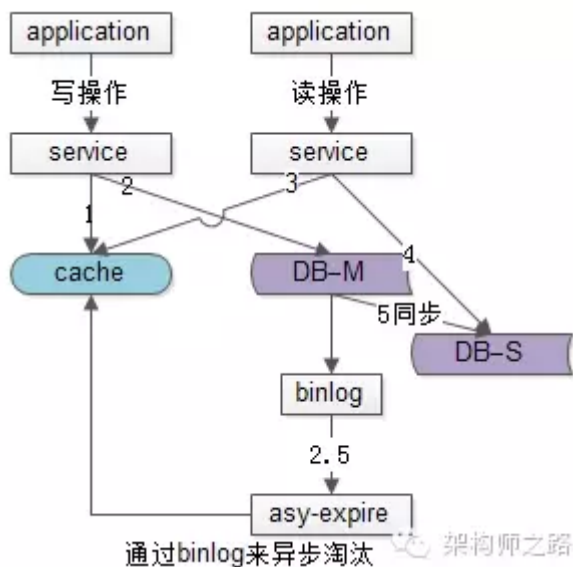 application
application
写操作
读操作
service
service
1
2
3
4
cache
DB-M
5同步
DB-S
binlog
2.5
asy-expire
通过binlog来异步淘汰
架构师之路